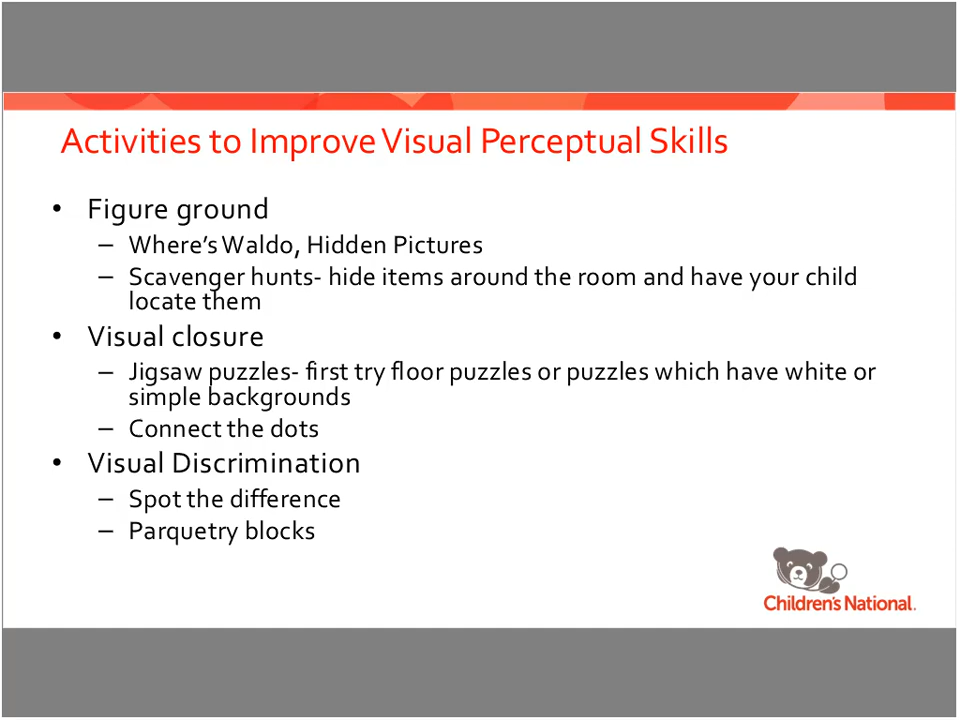 Activities to Improve Visual Perceptual Skills
• Figure ground
– Where's Waldo, Hidden Pictures
– Scavenger hunts- hide items around the room and have your child
locate them
• Visual closure
– Jigsaw puzzles- first try floor puzzles or puzzles which have white or
simple backgrounds
– Connect the dots
• Visual Discrimination
– Spot the difference
– Parquetry blocks
Children's National.